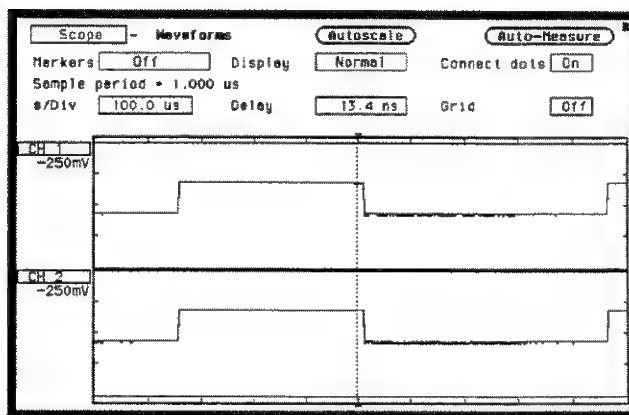 Scope - Waveforms Autoscale Auto-Measure
Markers Off Display Normal Connect dots On
Sample period = 1.000 us
s/Div 100.0 us Delay 13.4 ns Grid Off
CH 1
-250mV
CH 2
-250mV